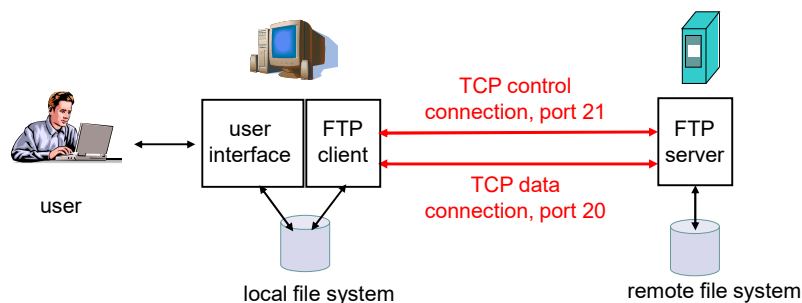 TCP control
connection, port 21
user
interface
FTP
client
FTP
server
TCP data
connection, port 20
user
local file system
remote file system